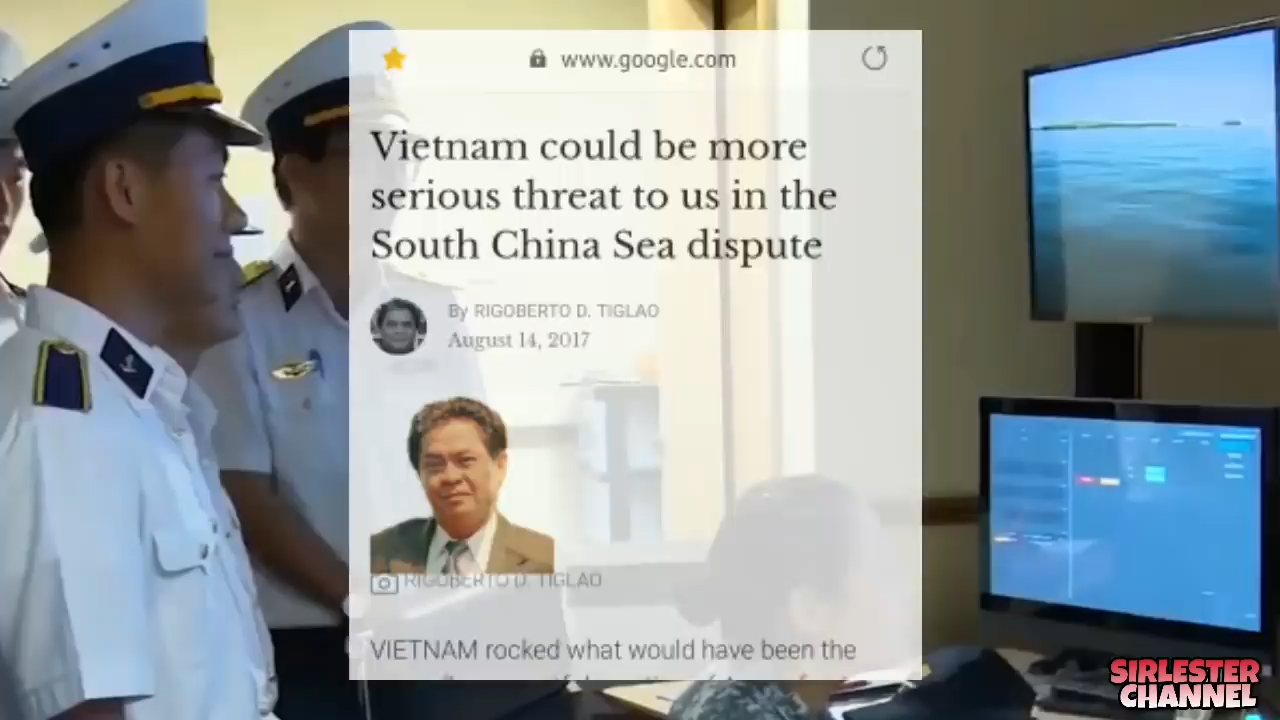 www.google.com
Vietnam could be more
serious threat to us in the
South China Sea dispute
By RIGOBERTO D. TIGLAO
August 14, 2017
RIGOBERTO D. TIGLAO
VIETNAM rocked what would have been the
SIRLESTER
CHANNEL